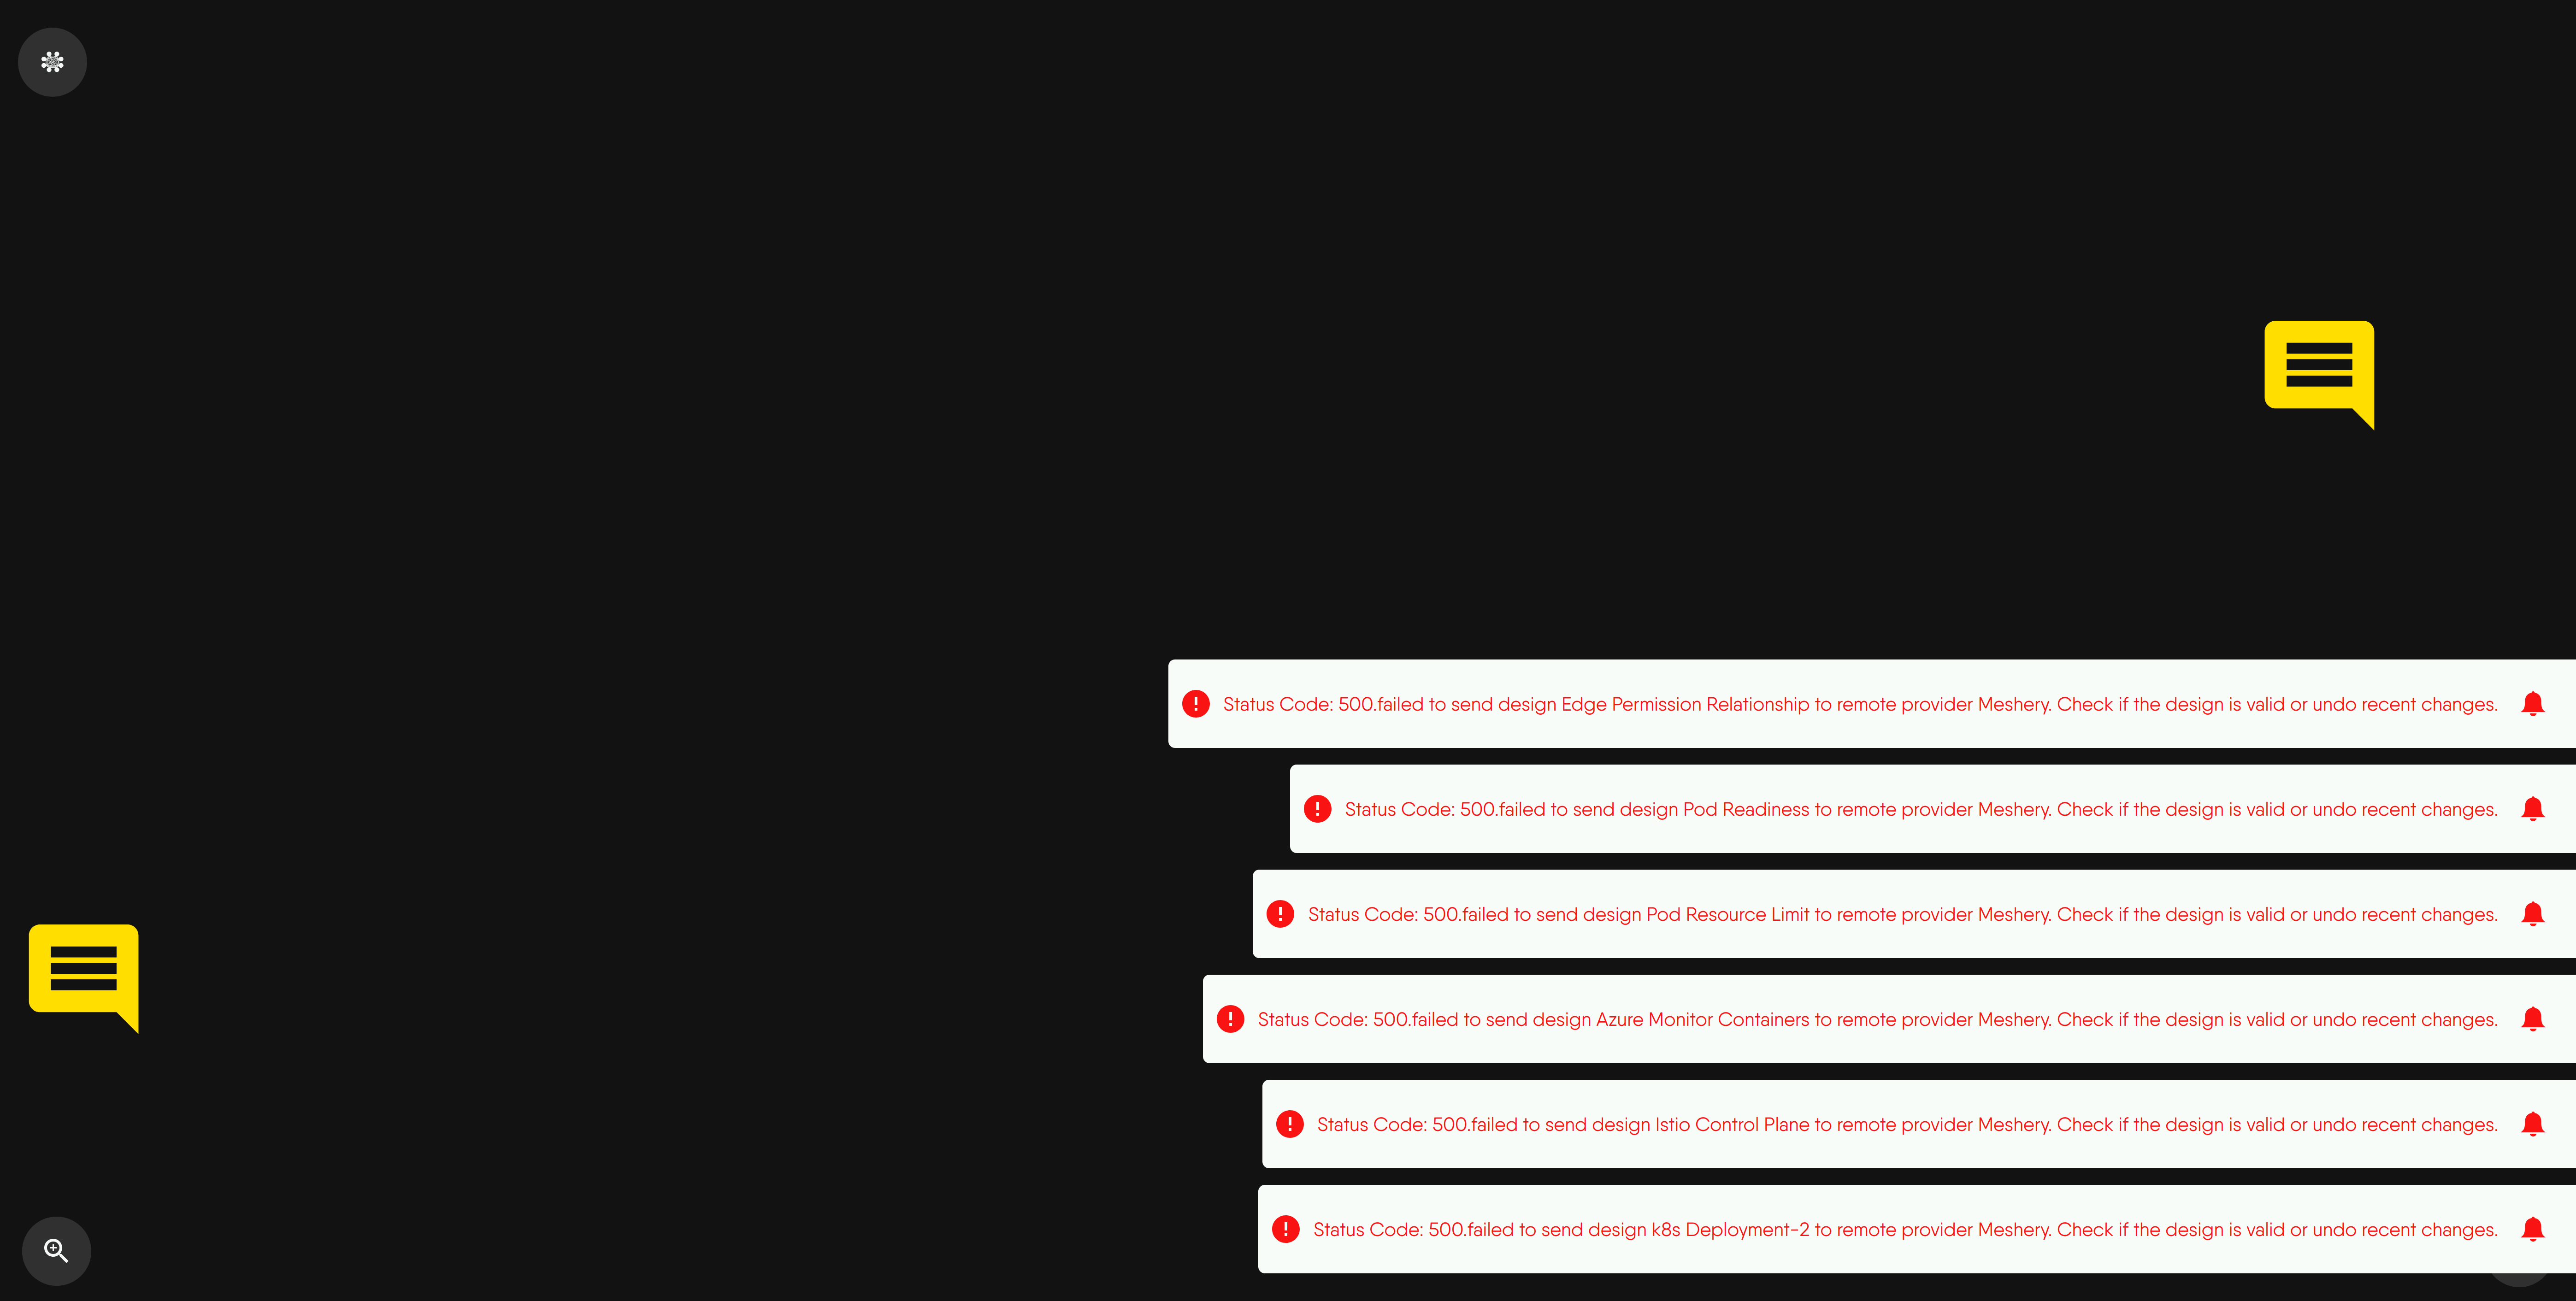 Status Code: 500.failed to send design Edge Permission Relationship to remote provider Meshery. Check if the design is valid or undo recent changes.
Status Code: 500.failed to send design Pod Readiness to remote provider Meshery. Check if the design is valid or undo recent changes.
Status Code: 500.failed to send design Pod Resource Limit to remote provider Meshery. Check if the design is valid or undo recent changes.
Status Code: 500.failed to send design Azure Monitor Containers to remote provider Meshery. Check if the design is valid or undo recent changes.
Status Code: 500.failed to send design Istio Control Plane to remote provider Meshery. Check if the design is valid or undo recent changes.
Status Code: 500.failed to send design k8s Deployment-2 to remote provider Meshery. Check if the design is valid or undo recent changes.